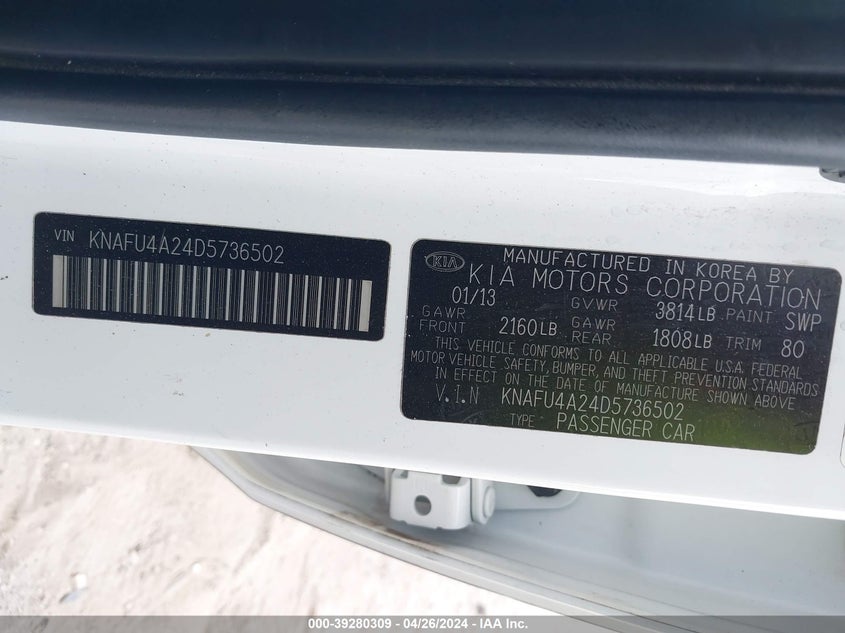 VIN KNAFU4A24D5736502
KIA
MANUFACTURED IN KOREA BY
KIA MOTORS CORPORATION
01/13 GVWR 3814LB PAINT SWP
GAWR FRONT 2160LB GAWR REAR 1808LB TRIM 80
THIS VEHICLE CONFORMS TO ALL APPLICABLE U.S.A. FEDERAL
MOTOR VEHICLE SAFETY, BUMPER, AND THEFT PREVENTION STANDARDS
IN EFFECT ON THE DATE OF MANUFACTURE SHOWN ABOVE
V.I.N KNAFU4A24D5736502
TYPE PASSENGER CAR
000-39280309 - 04/26/2024 - IAA Inc.